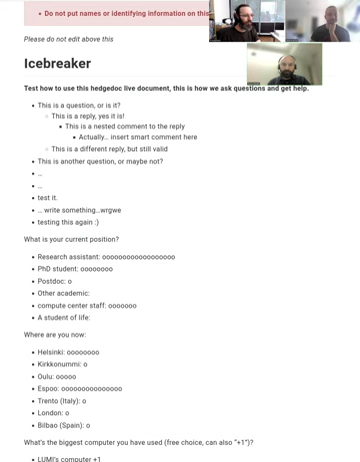 Do not put names or identifying information on this
Please do not edit above this
Icebreaker
Test how to use this hedgedoc live document, this is how we ask questions and get help.
This is a question, or is it?
This is a reply, yes it is!
This is a nested comment to the reply
Actually… insert smart comment here
This is a different reply, but still valid
This is another question, or maybe not?
..
..
test it.
.. write something…wrgwe
testing this again :)
What is your current position?
Research assistant: oooooooooooooooooo
PhD student: oooooooo
Postdoc: o
Other academic:
compute center staff: ooooooo
A student of life:
Where are you now:
Helsinki: oooooooo
Kirkkonummi: o
Oulu: ooooo
Espoo: ooooooooooooooo
Trento (Italy): o
London: o
Bilbao (Spain): o
What's the biggest computer you have used (free choice, can also "+1")?
LUMI's computer +1